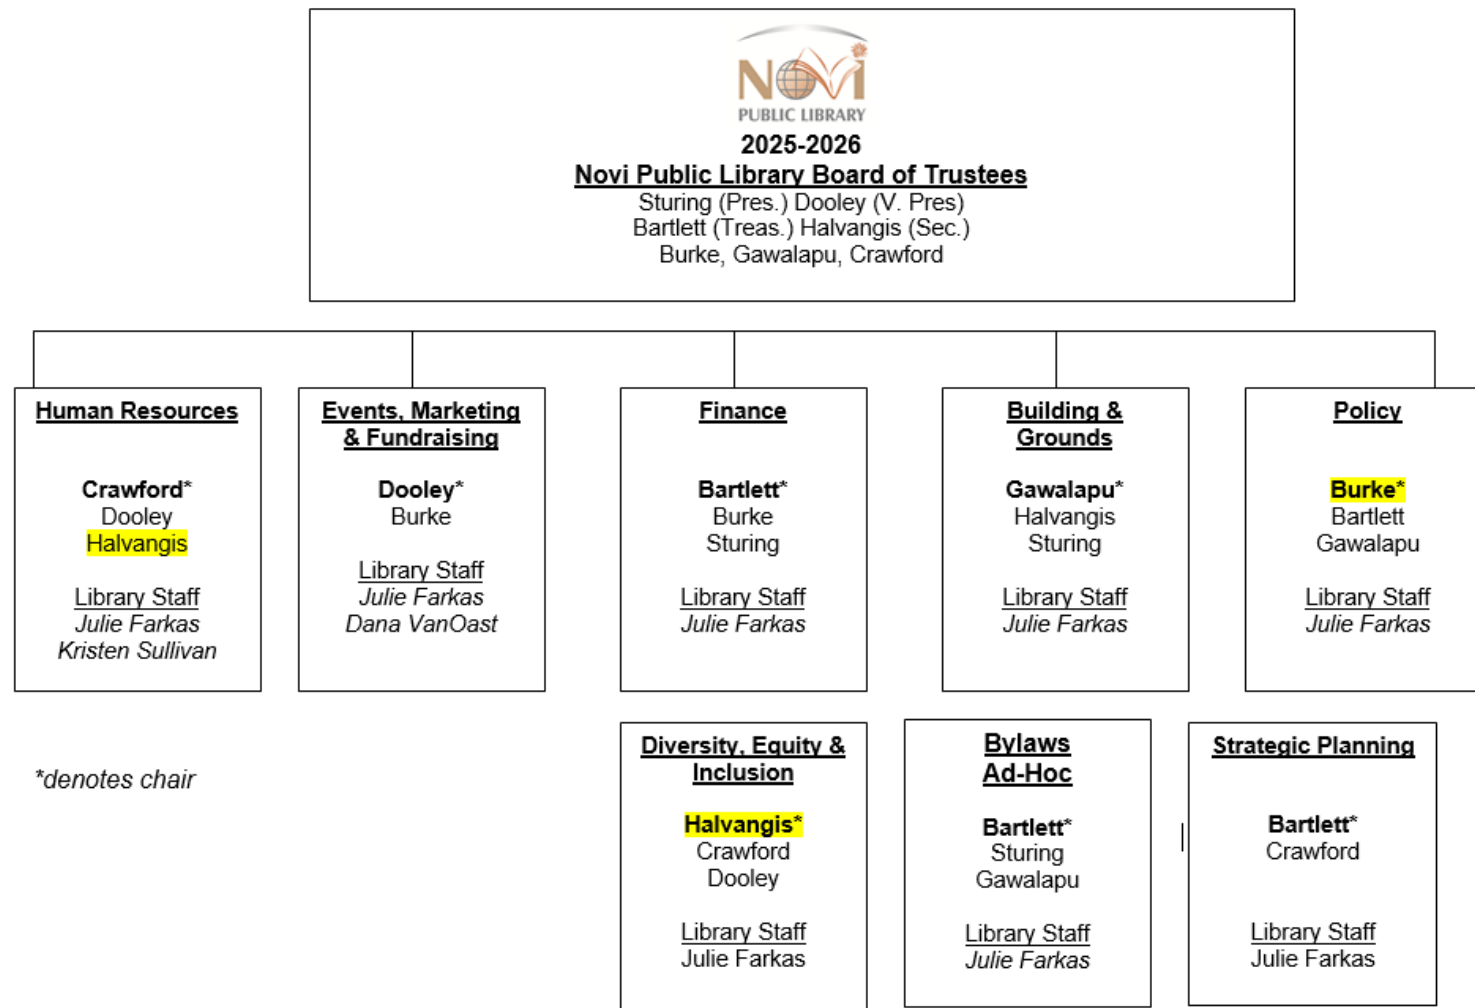 NOVI
PUBLIC LIBRARY
2025-2026
Novi Public Library Board of Trustees
Sturing (Pres.) Dooley (V. Pres)
Bartlett (Treas.) Halvangis (Sec.)
Burke, Gawalapu, Crawford
Human Resources
Crawford*
Dooley
Halvangis
Library Staff
Julie Farkas
Kristen Sullivan
Events, Marketing
& Fundraising
Dooley*
Burke
Library Staff
Julie Farkas
Dana VanOast
Finance
Bartlett*
Burke
Sturing
Library Staff
Julie Farkas
Building &
Grounds
Gawalapu*
Halvangis
Sturing
Library Staff
Julie Farkas
Policy
Burke*
Bartlett
Gawalapu
Library Staff
Julie Farkas
*denotes chair
Diversity, Equity &
Inclusion
Halvangis*
Crawford
Dooley
Library Staff
Julie Farkas
Bylaws
Ad-Hoc
Bartlett*
Sturing
Gawalapu
Library Staff
Julie Farkas
Strategic Planning
Bartlett*
Crawford
Library Staff
Julie Farkas